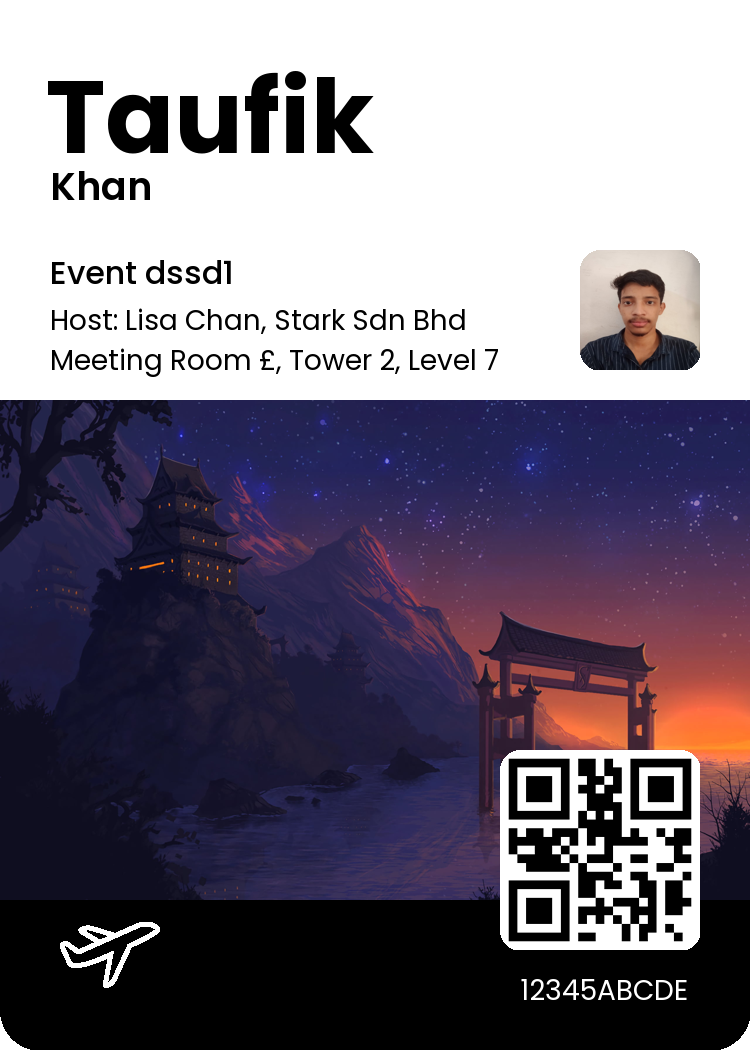 Taufik
Khan
Event dssd1
Host: Lisa Chan, Stark Sdn Bhd
Meeting Room £, Tower 2, Level 7
12345ABCDE